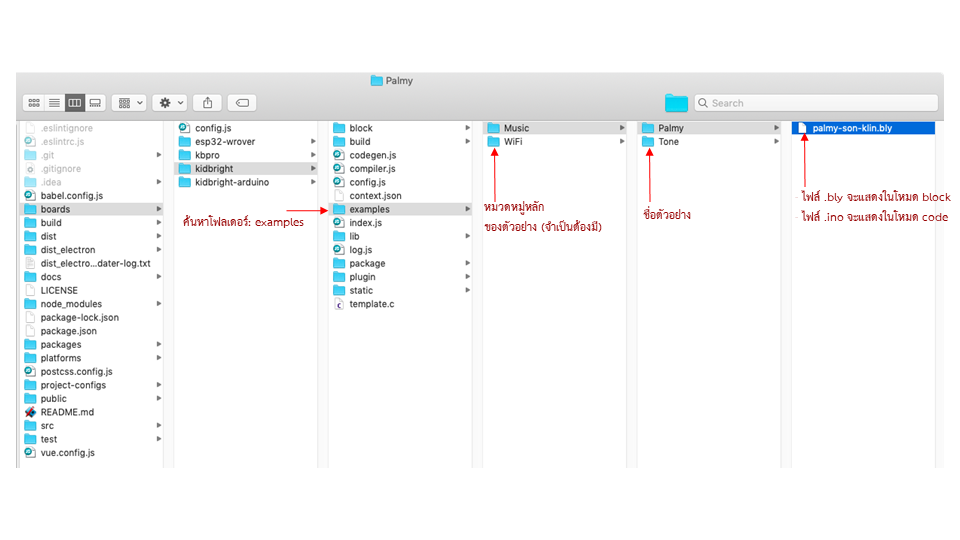 Palmy
Search
.eslintignore
.eslintrc.js
.git
.gitignore
.idea
babel.config.js
boards
build
dist
dist_electron
dist_electro...dater-log.txt
docs
LICENSE
node_modules
package-lock.json
package.json
packages
platforms
postcss.config.js
project-configs
public
README.md
src
test
vue.config.js
config.js
esp32-wrover
kbpro
kidbright
kidbright-arduino
ค้นหาโฟลเดอร์: examples
block
build
codegen.js
compiler.js
config.js
context.json
examples
index.js
lib
log.js
package
plugin
static
template.c
Music
WiFi
หมวดหมู่หลัก
ของตัวอย่าง (จำเป็นต้องมี)
Palmy
Tone
ชื่อตัวอย่าง
palmy-son-klin.bly
- ไฟล์ .bly จะแสดงในโหมด block
- ไฟล์ .ino จะแสดงในโหมด code